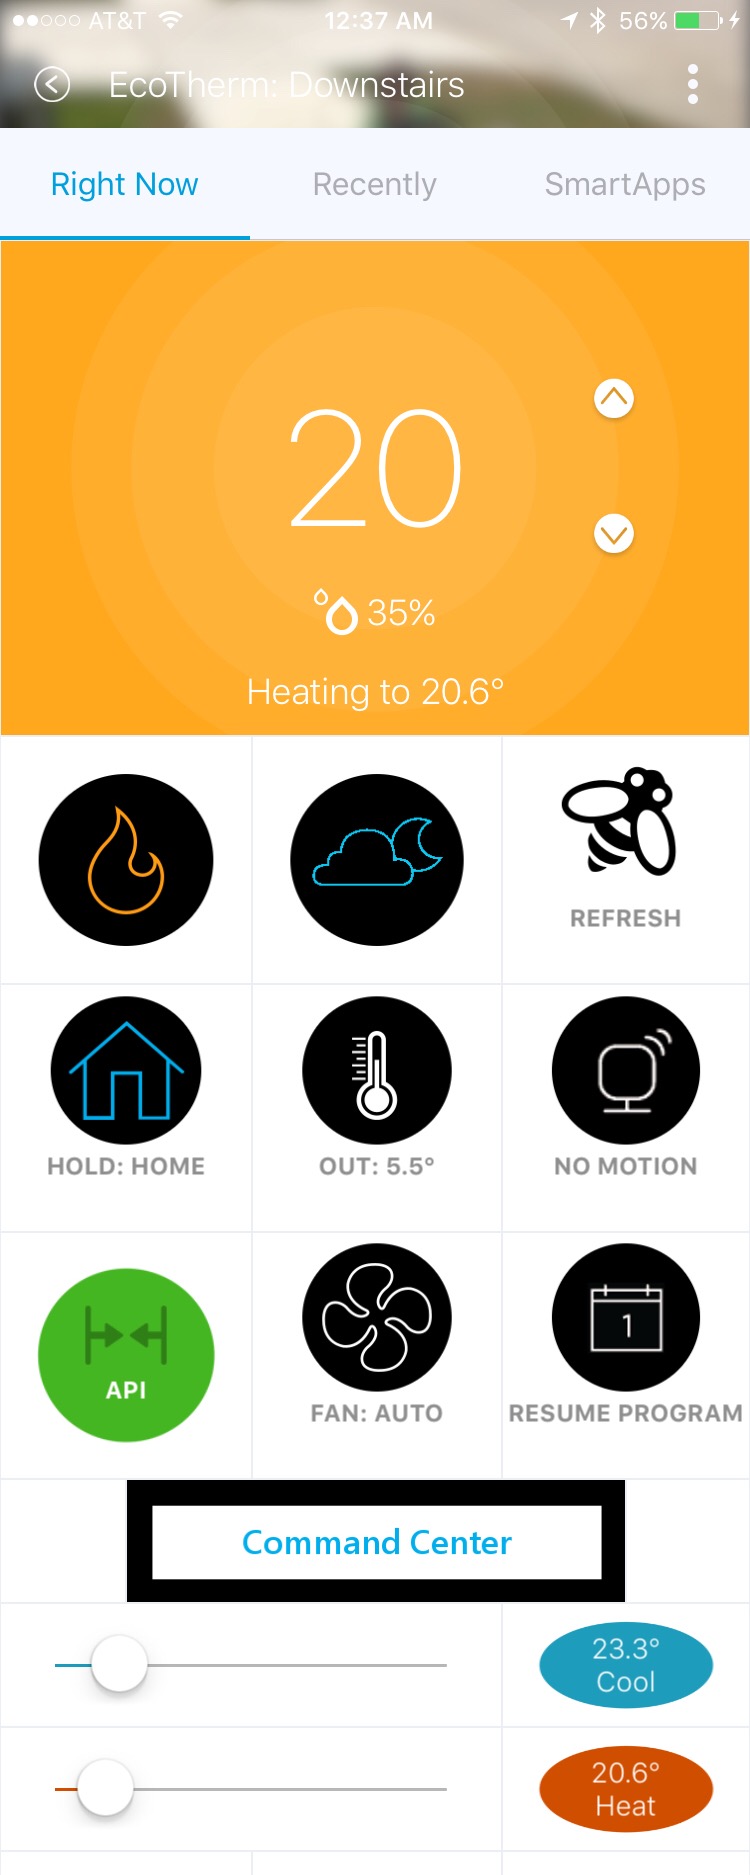 AT&T 12:37 AM 56%
EcoTherm: Downstairs
Right Now Recently SmartApps
20
35%
Heating to 20.6°
REFRESH
HOLD: HOME OUT: 5.5° NO MOTION
1
API
FAN: AUTO RESUME PROGRAM
Command Center
23.3°
Cool
20.6°
Heat